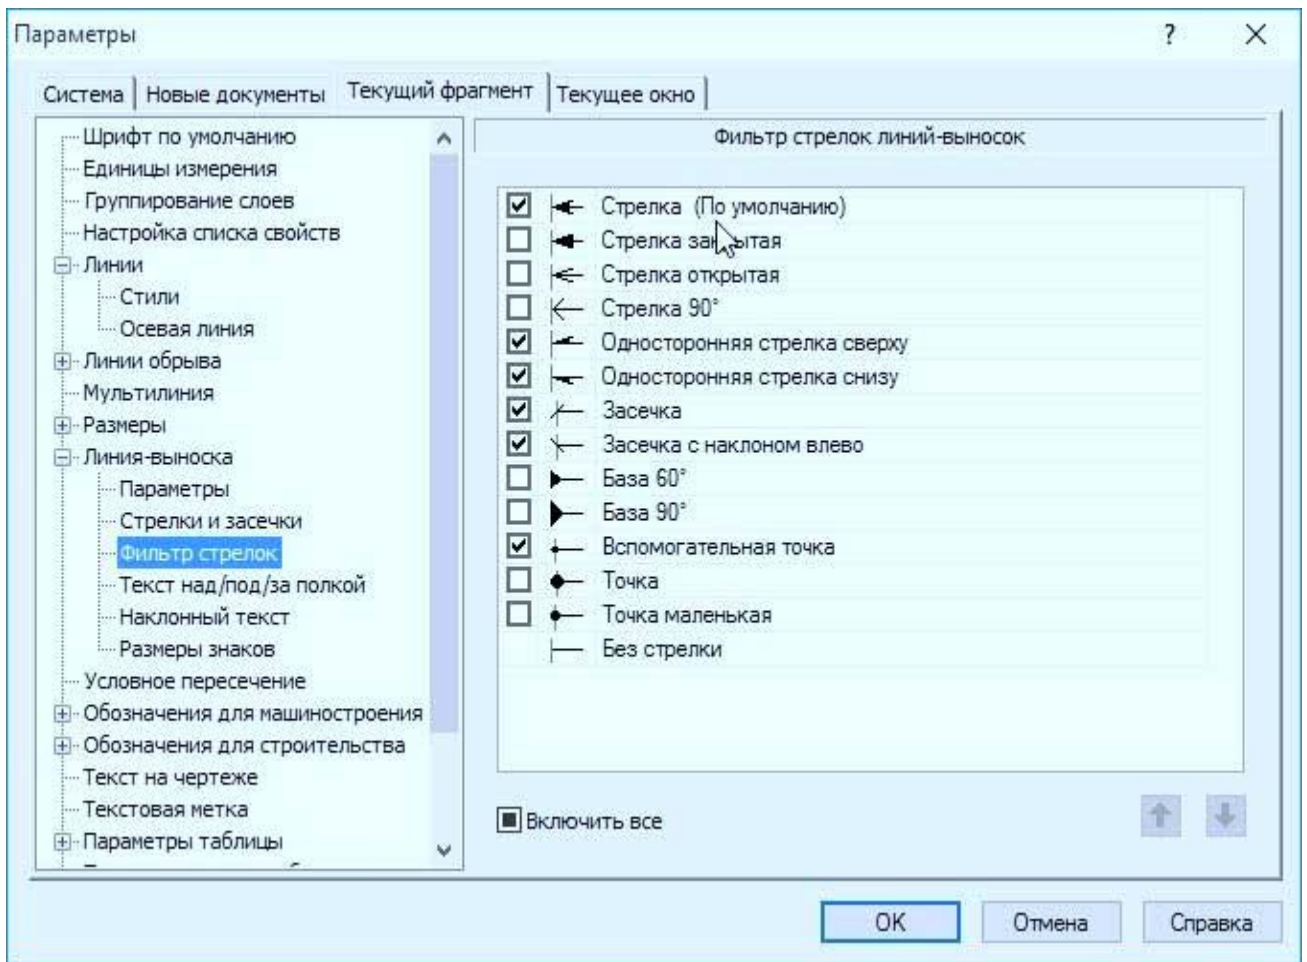 Параметры
?
Система
Новые документы
Текущий фрагмент
Текущее окно
Шрифт по умолчанию
Единицы измерения
Группирование слоев
Настройка списка свойств
Линии
Стили
Осевая линия
Линии обрыва
Мультилиния
Размеры
Линия-выноска
Параметры
Стрелки и засечки
Фильтр стрелок
Текст над/под/за полкой
Наклонный текст
Размеры знаков
Условное пересечение
Обозначения для машиностроения
Обозначения для строительства
Текст на чертеже
Текстовая метка
Параметры таблицы
Фильтр стрелок линий-выносок
Стрелка (По умолчанию)
Стрелка закрытая
Стрелка открытая
Стрелка 90°
Односторонняя стрелка сверху
Односторонняя стрелка снизу
Засечка
Засечка с наклоном влево
База 60°
База 90°
Вспомогательная точка
Точка
Точка маленькая
Без стрелки
Включить все
OK
Отмена
Справка